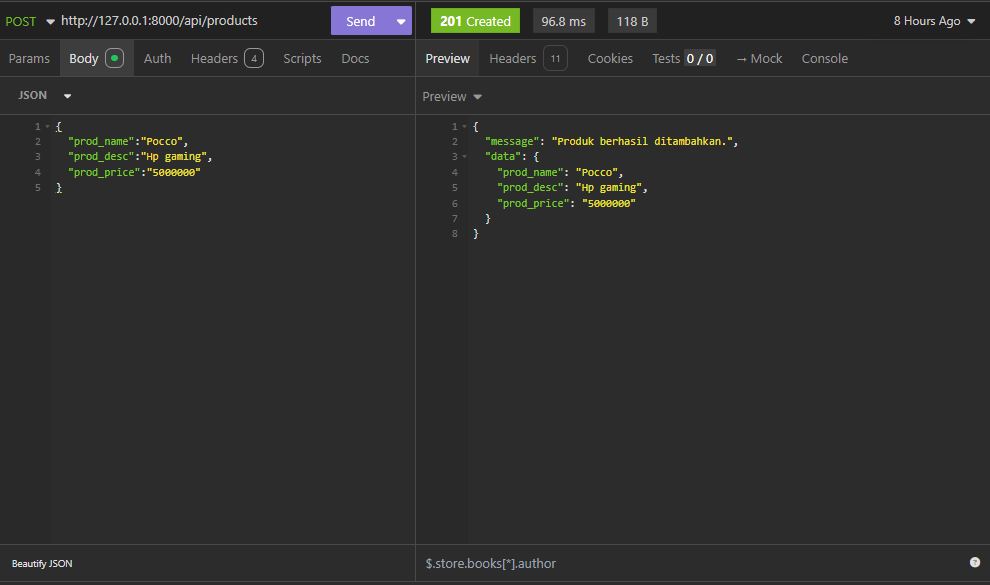 POST http://127.0.0.1:8000/api/products Send 201 Created 96.8 ms 118 B 8 Hours Ago
Params Body Auth Headers 4 Scripts Docs Preview Headers 11 Cookies Tests 0 / 0 → Mock Console
JSON
1 {
2 "prod_name":"Pocco",
3 "prod_desc":"Hp gaming",
4 "prod_price":"5000000"
5 }
Preview
1 {
2 "message": "Produk berhasil ditambahkan.",
3 "data": {
4 "prod_name": "Pocco",
5 "prod_desc": "Hp gaming",
6 "prod_price": "5000000"
7 }
8 }
Beautify JSON
$.store.books[*].author ?